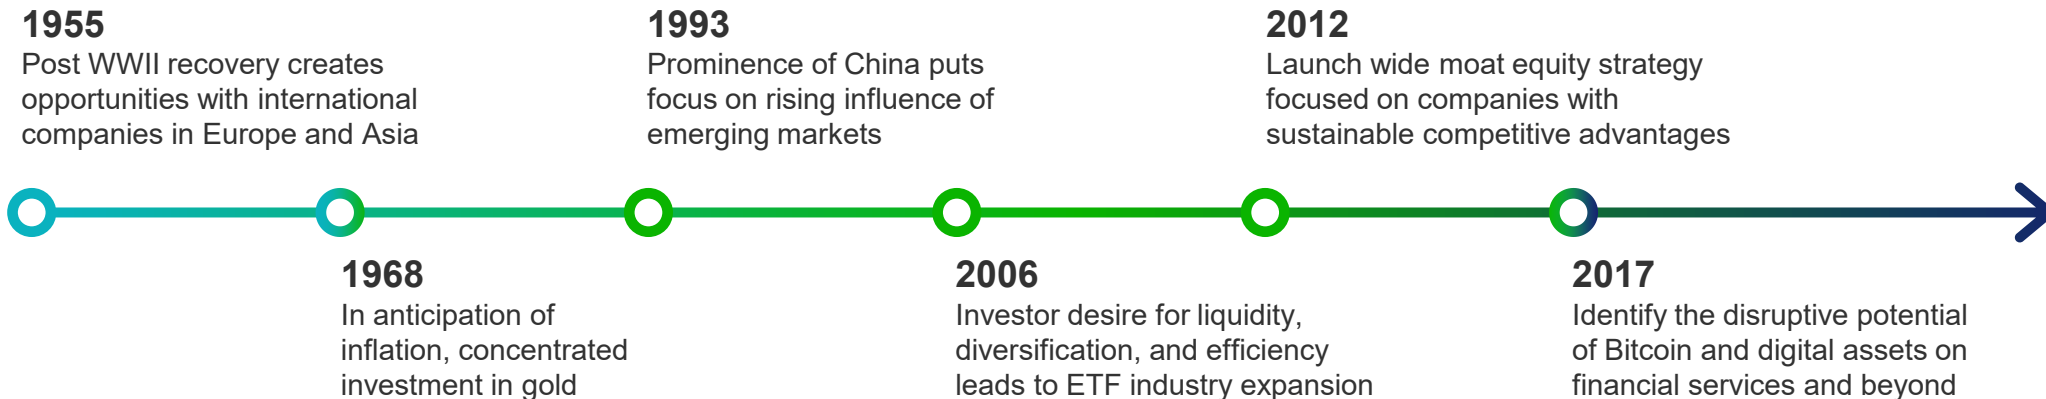 1955
Post WWII recovery creates
opportunities with international
companies in Europe and Asia
1968
In anticipation of
inflation, concentrated
investment in gold
1993
Prominence of China puts
focus on rising influence of
emerging markets
2006
Investor desire for liquidity,
diversification, and efficiency
leads to ETF industry expansion
2012
Launch wide moat equity strategy
focused on companies with
sustainable competitive advantages
2017
Identify the disruptive potential
of Bitcoin and digital assets on
financial services and beyond